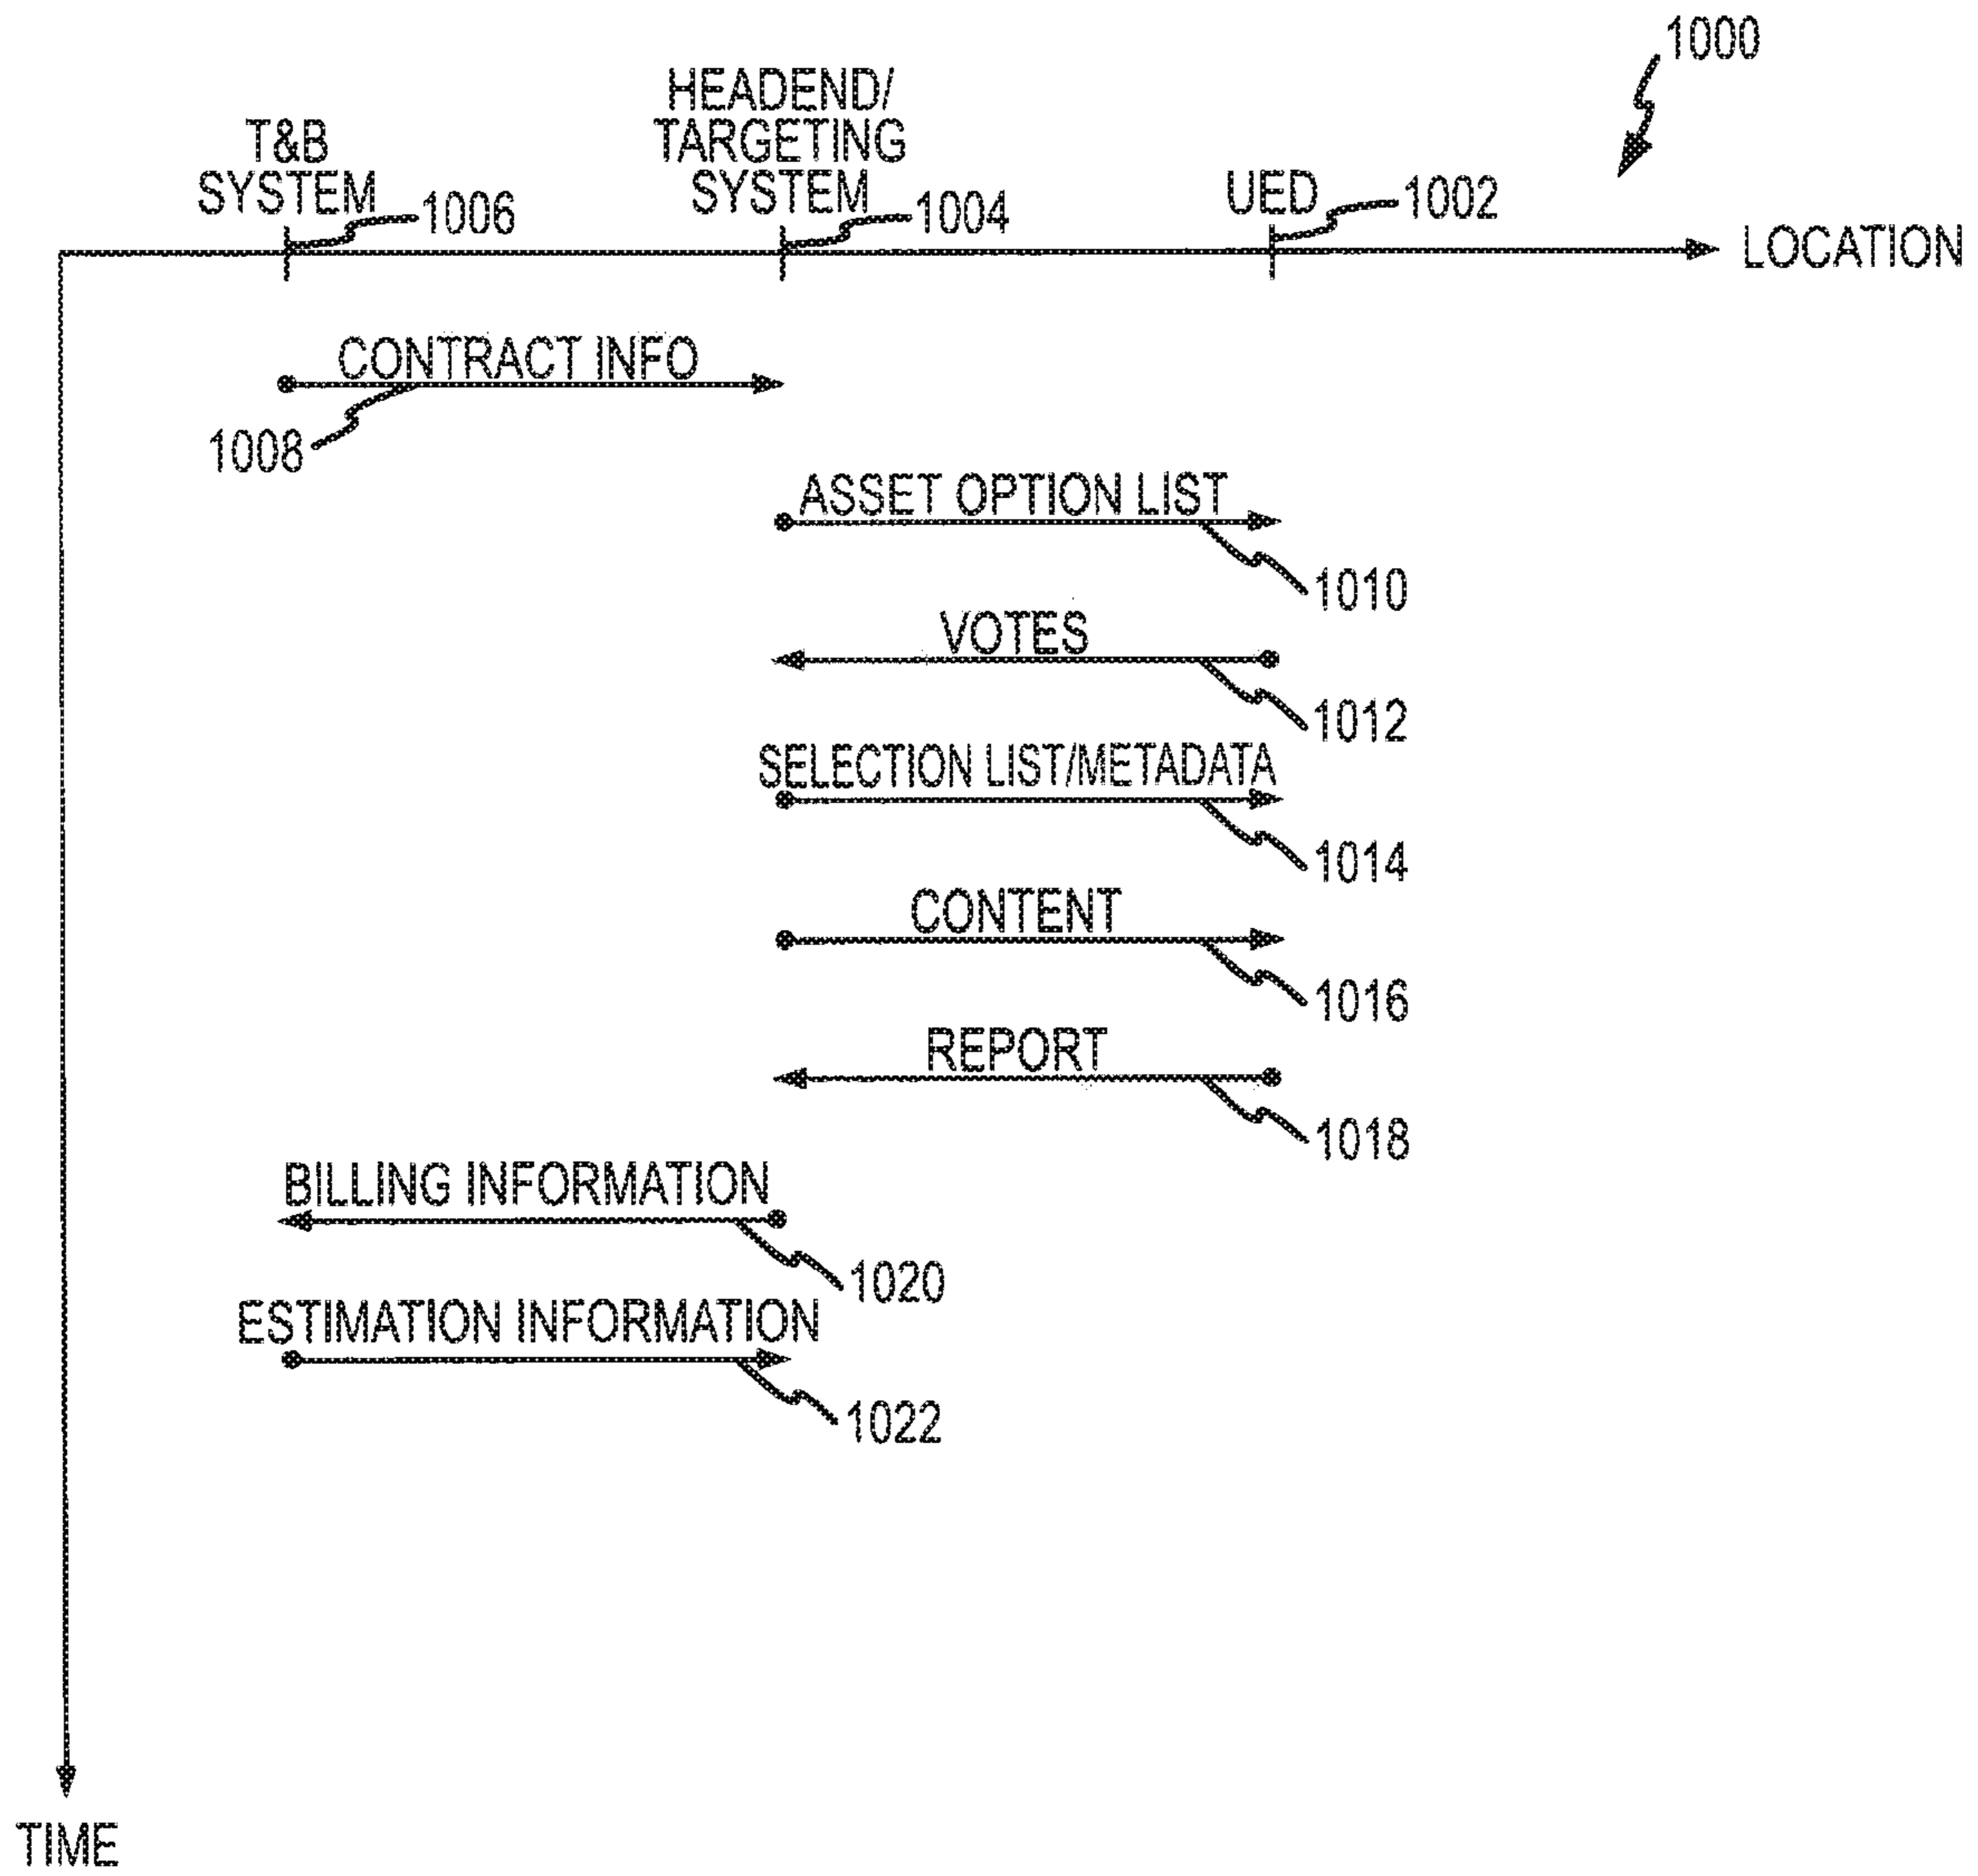 1000
HEADEND/
T&B
TARGETING
SYSTEM
SYSTEM
UED
1006
1004
1002
LOCATION
CONTRACT INFO
1008
ASSET OPTION LIST
1010
VOTES
1012
SELECTION LIST/METADATA
1014
CONTENT
1016
REPORT
1018
BILLING INFORMATION
1020
ESTIMATION INFORMATION
1022
TIME